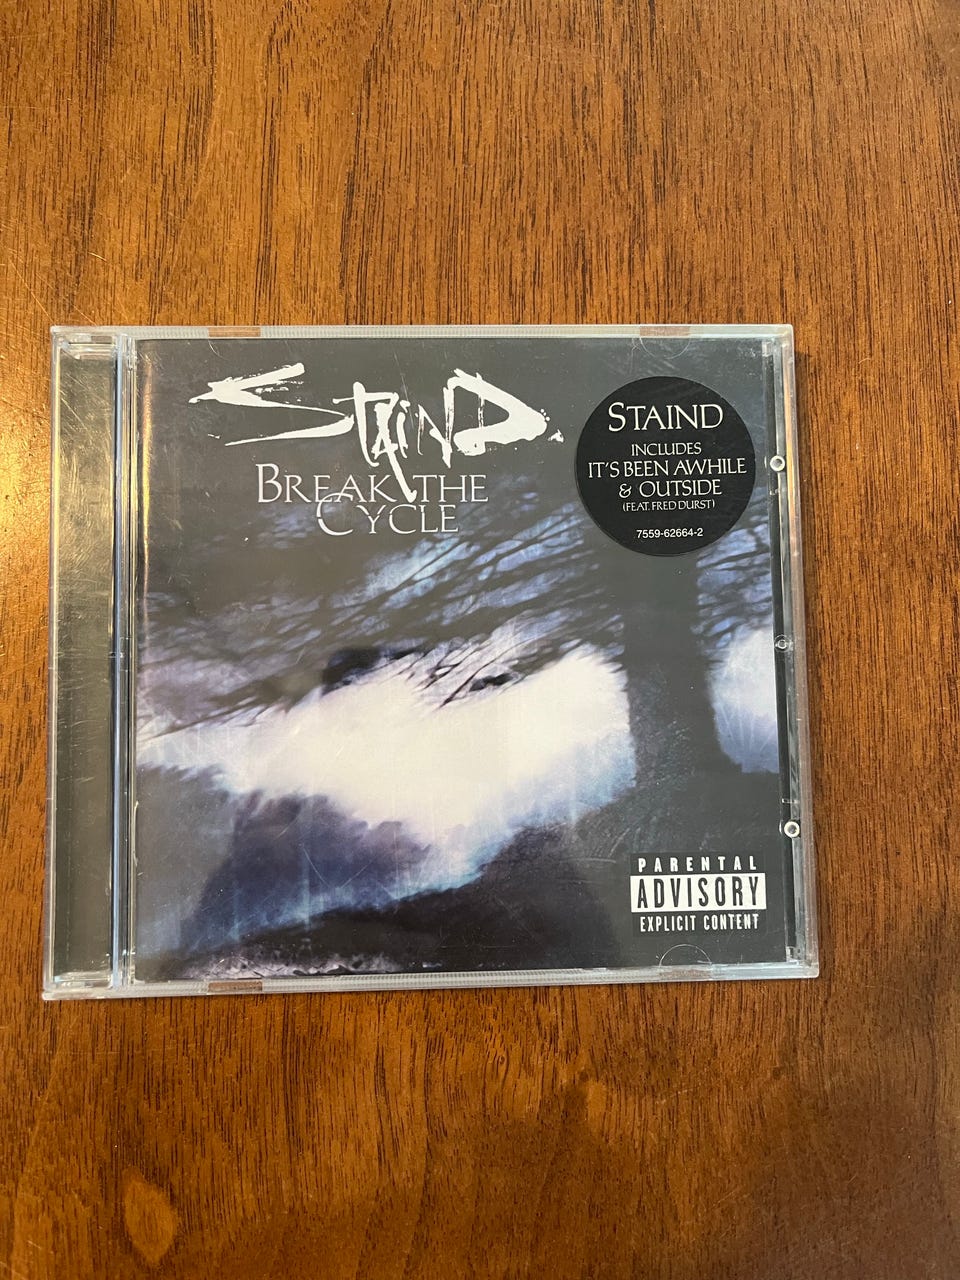 STAIND
BREAK THE
CYCLE
STAIND
INCLUDES
IT'S BEEN AWHILE
& OUTSIDE
(FEAT. FRED DURST)
7559-62664-2
PARENTAL
ADVISORY
EXPLICIT CONTENT